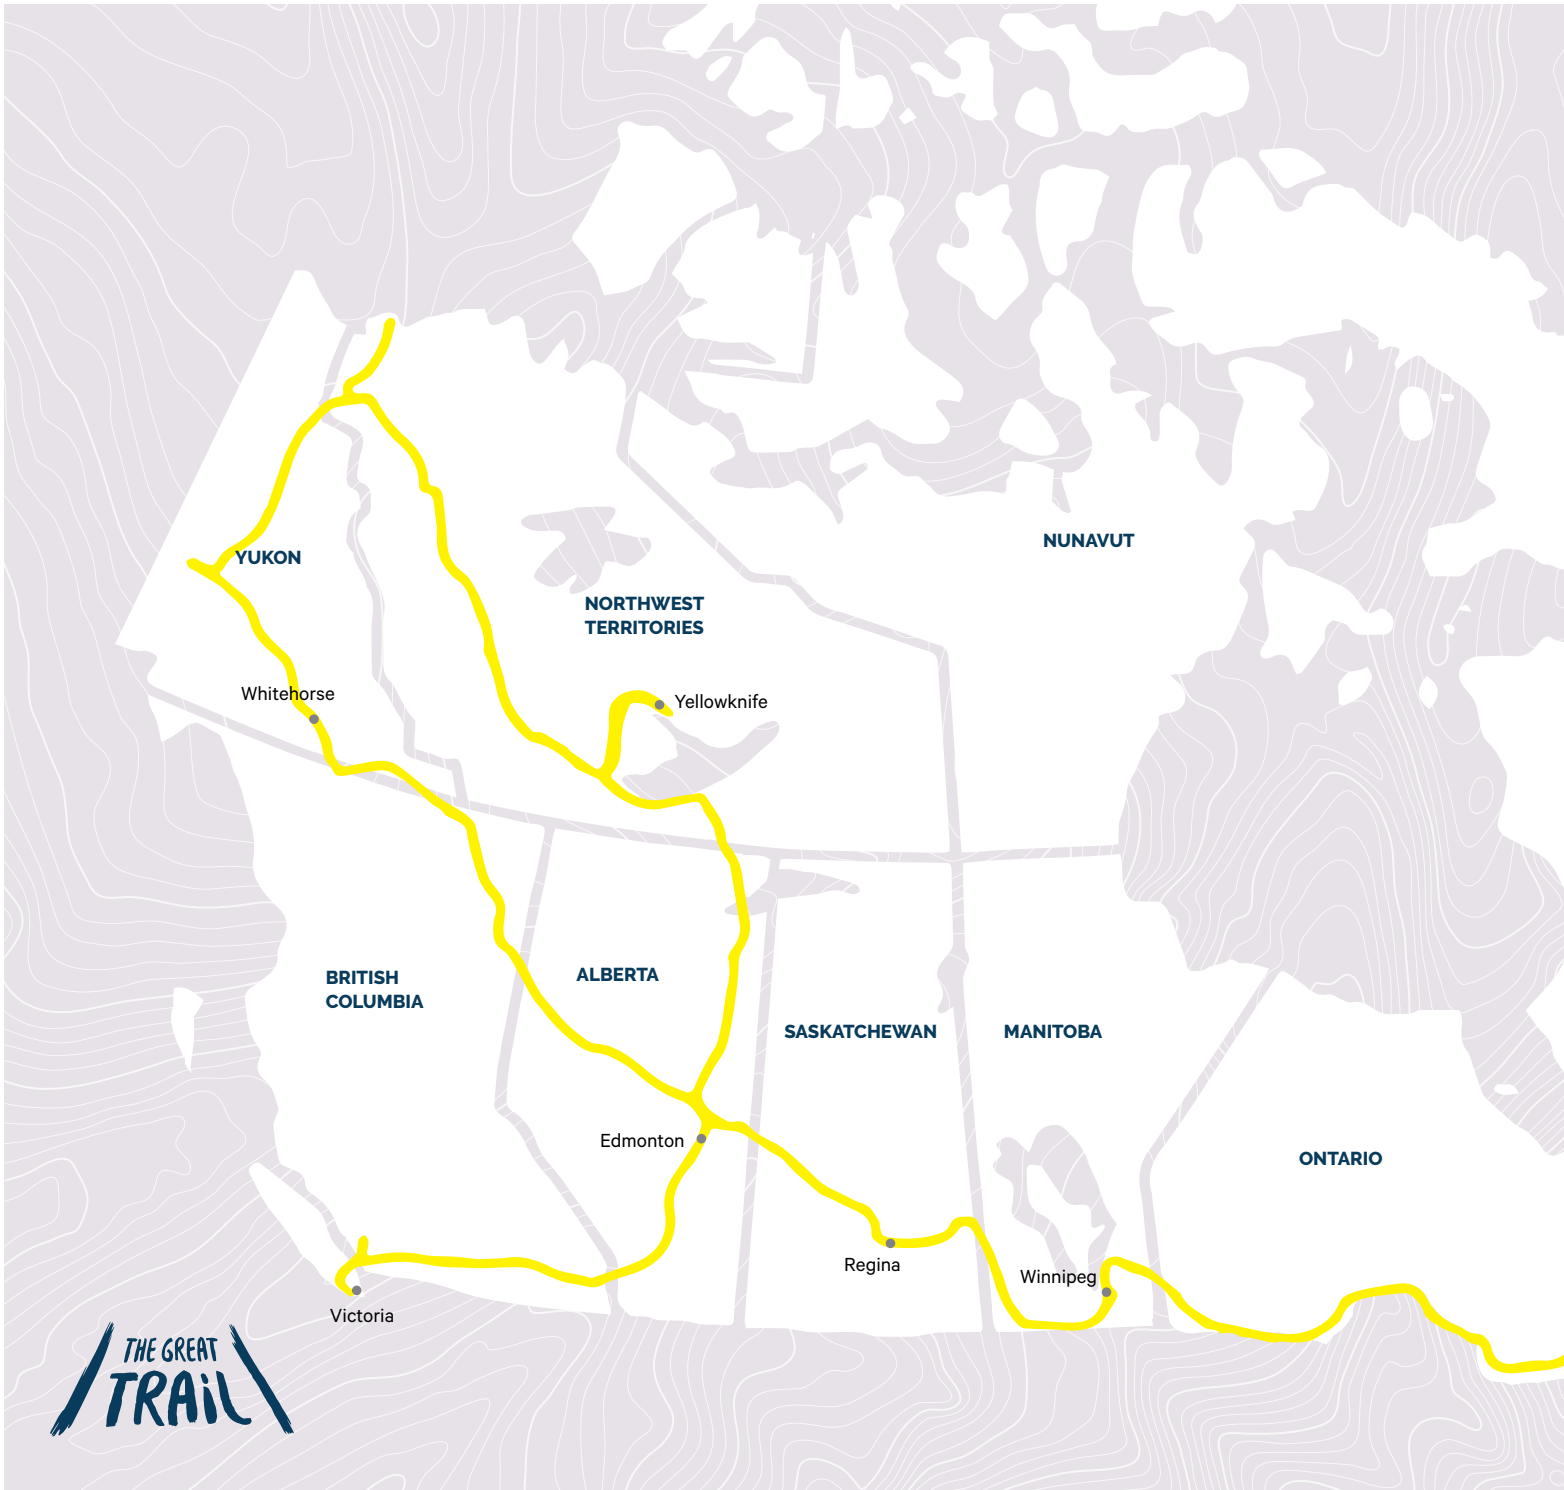 NUNAVUT
YUKON
NORTHWEST
TERRITORIES
Whitehorse
Yellowknife
BRITISH
COLUMBIA
ALBERTA
SASKATCHEWAN
MANITOBA
Edmonton
ONTARIO
Regina
Winnipeg
Victoria
THE GREAT
TRAiL